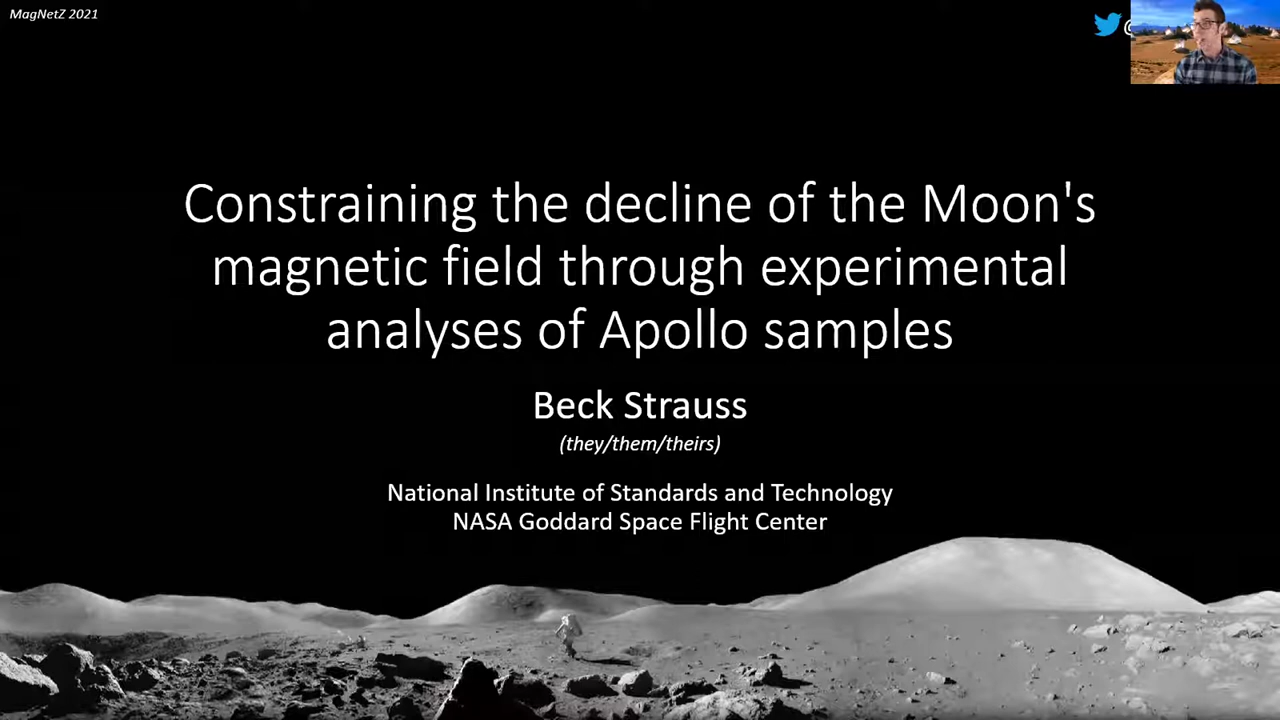 MagNetZ 2021
@
Constraining the decline of the Moon's
magnetic field through experimental
analyses of Apollo samples
Beck Strauss
(they/them/theirs)
National Institute of Standards and Technology
NASA Goddard Space Flight Center